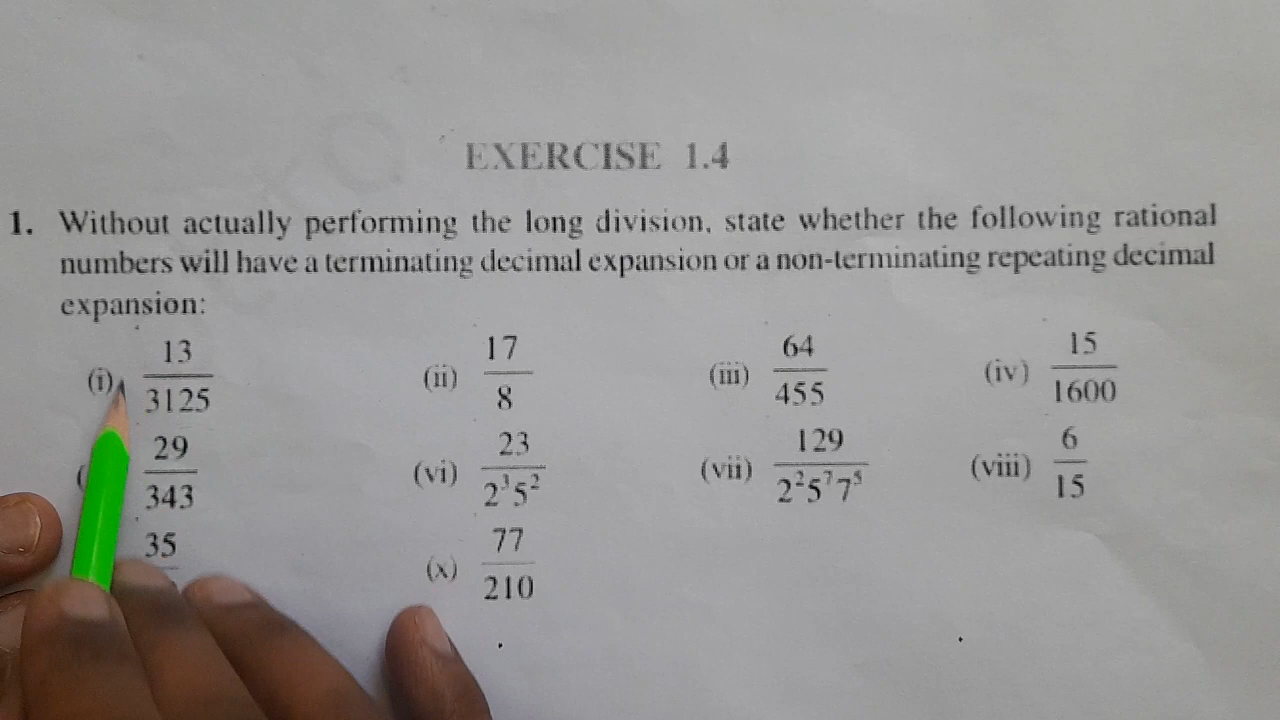 EXERCISE 1.4
1. Without actually performing the long division, state whether the following rational
numbers will have a terminating decimal expansion or a non-terminating repeating decimal
expansion:
(i) 13/3125 (ii) 17/8 (iii) 64/455 (iv) 15/1600
29/343 (vi) 23/2³5² (vii) 129/2²5⁷7⁵ (viii) 6/15
35 (x) 77/210